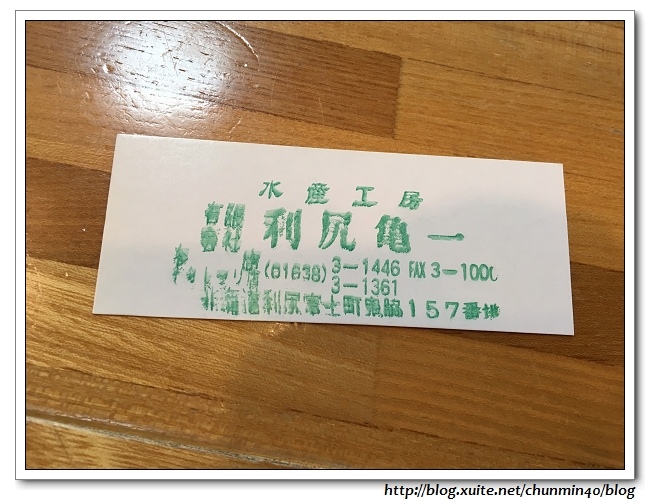 水産工房
有限会社 利尻亀一
(01638) 3-1446 FAX 3-1000
3-1361
北海道利尻富士町鬼脇157番地
http://blog.xuite.net/chunmin40/blog